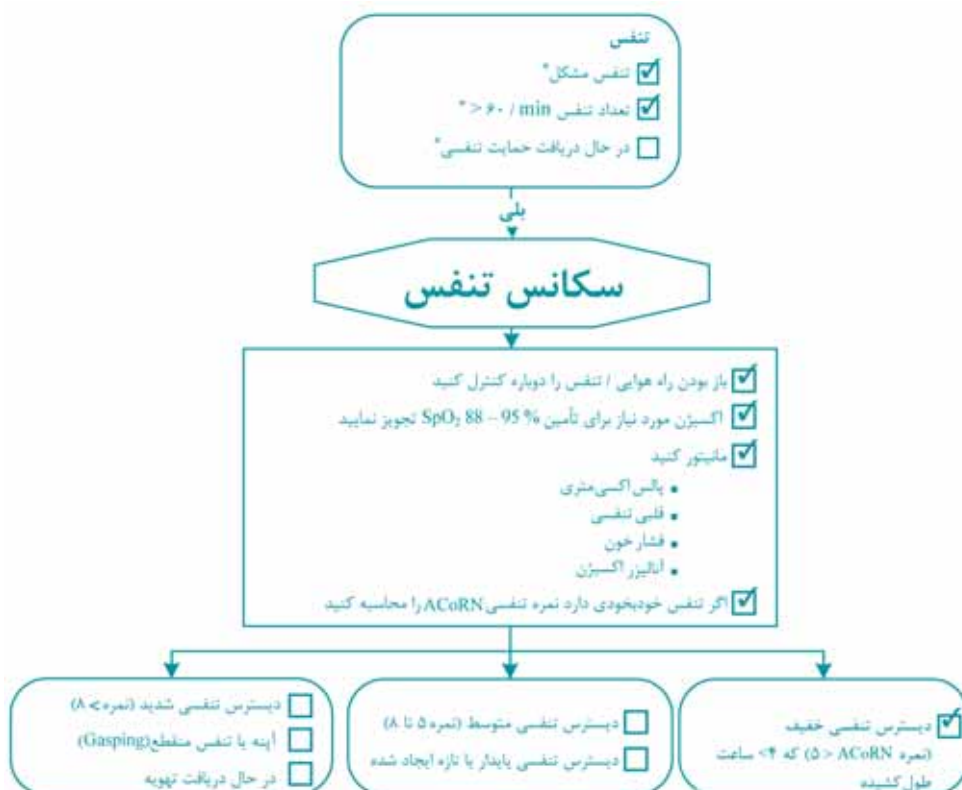 تنفس
تنفس مشکل*
تعداد تنفس ۶۰ / min < *
در حال دریافت حمایت تنفسی*
بلی
سکانس تنفس
باز بودن راه هوایی / تنفس را دوباره کنترل کنید
اکسیژن مورد نیاز برای تأمین SpO₂ 88 – 95 % تجویز نمایید
مانیتور کنید
▪ پالس اکسی‌متری
▪ قلبی تنفسی
▪ فشار خون
▪ آنالیزر اکسیژن
اگر تنفس خودبخودی دارد نمره تنفسی ACoRN را محاسبه کنید
دیسترس تنفسی خفیف
(نمره ACoRN < ۵) که ۴> ساعت
طول کشیده
دیسترس تنفسی متوسط (نمره ۵ تا ۸)
دیسترس تنفسی پایدار یا تازه ایجاد شده
دیسترس تنفسی شدید (نمره > ۸)
آپنه یا تنفس منقطع (Gasping)
در حال دریافت تهویه